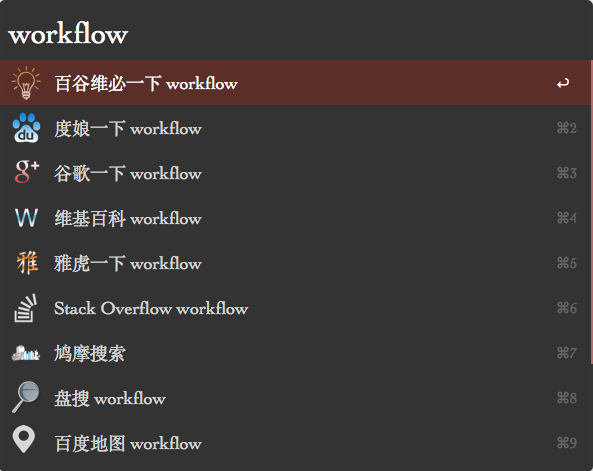 workflow
百谷维必一下 workflow ↩
du 度娘一下 workflow ⌘2
g+ 谷歌一下 workflow ⌘3
W 维基百科 workflow ⌘4
雅 雅虎一下 workflow ⌘5
Stack Overflow workflow ⌘6
鸠摩搜索 ⌘7
盘搜 workflow ⌘8
百度地图 workflow ⌘9